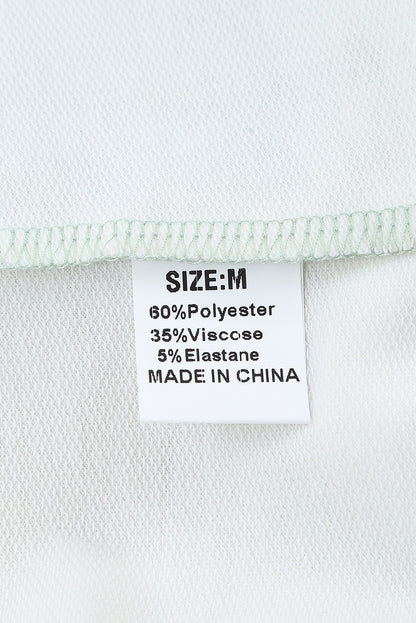 SIZE:M
60%Polyester
35%Viscose
5%Elastane
MADE IN CHINA